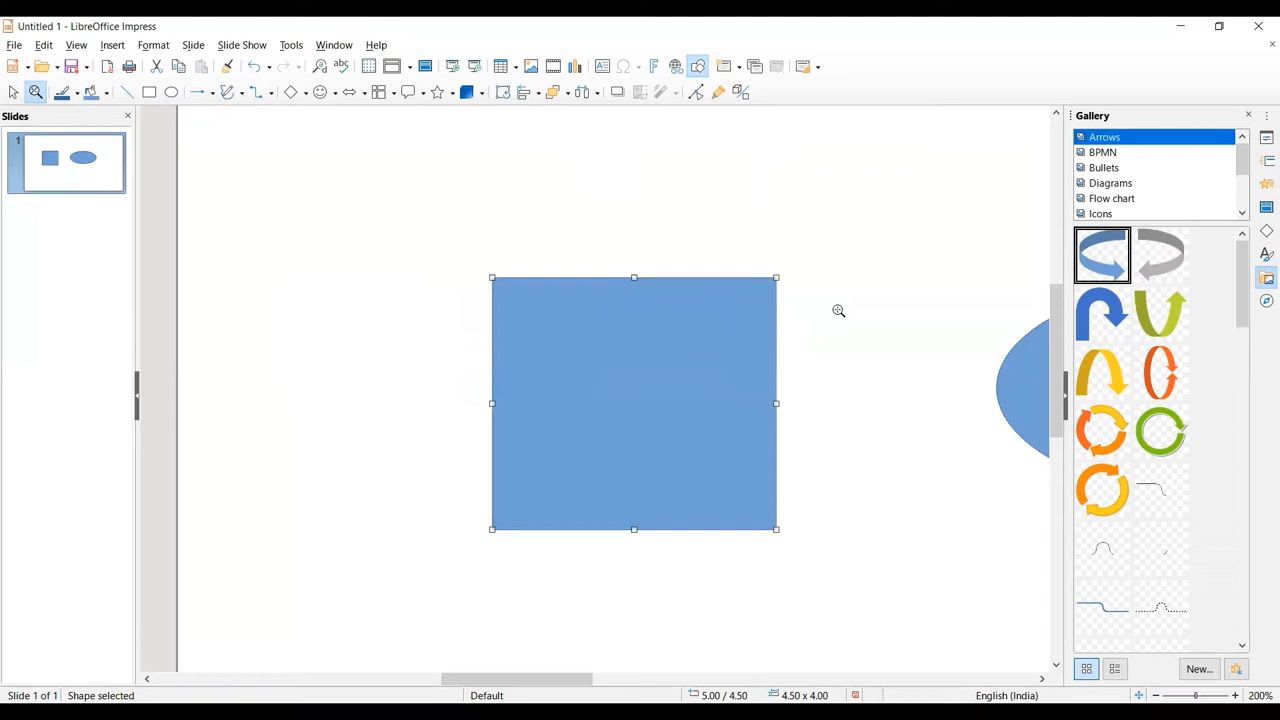 Untitled 1 - LibreOffice Impress
File Edit View Insert Format Slide Slide Show Tools Window Help
Slides
1
Gallery
Arrows
BPMN
Bullets
Diagrams
Flow chart
Icons
New...
Slide 1 of 1 Shape selected Default 5.00 / 4.50 4.50 x 4.00 English (India) 200%